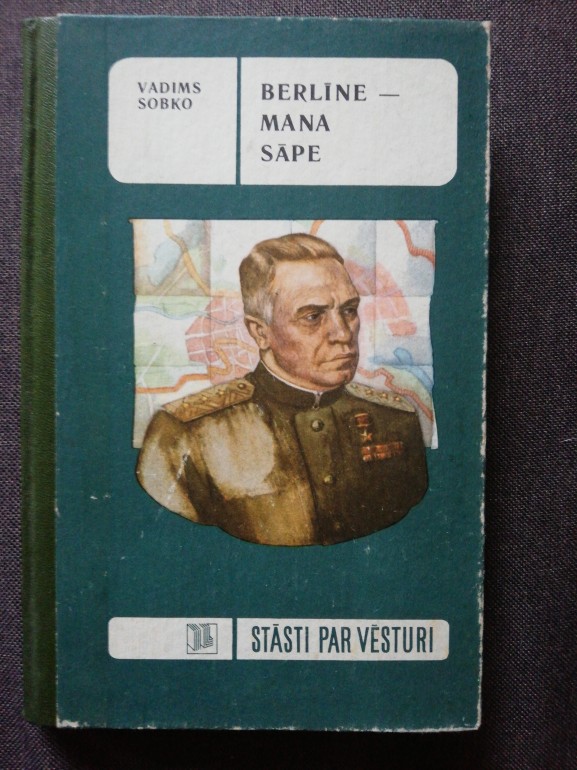 VADIMS
SOBKO
BERLĪNE —
MANA
SĀPE
STĀSTI PAR VĒSTURI